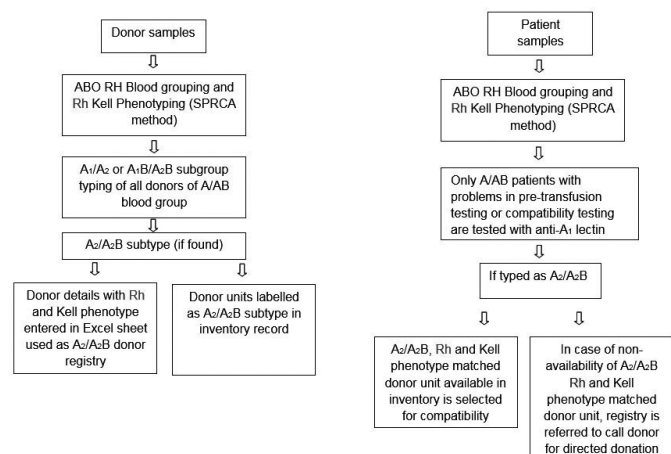 Donor samples
ABO RH Blood grouping and
Rh Kell Phenotyping (SPRCA
method)
A₁/A₂ or A₁B/A₂B subgroup
typing of all donors of A/AB
blood group
A₂/A₂B subtype (if found)
Donor details with Rh
and Kell phenotype
entered in Excel sheet
used as A₂/A₂B donor
registry
Donor units labelled
as A₂/A₂B subtype in
inventory record
Patient
samples
ABO RH Blood grouping and
Rh Kell Phenotyping (SPRCA
method)
Only A/AB patients with
problems in pre-transfusion
testing or compatibility testing
are tested with anti-A₁ lectin
If typed as A₂/A₂B
A₂/A₂B, Rh and Kell
phenotype matched
donor unit available in
inventory is selected
for compatibility
In case of non-
availability of A₂/A₂B
Rh and Kell
phenotype matched
donor unit, registry is
referred to call donor
for directed donation